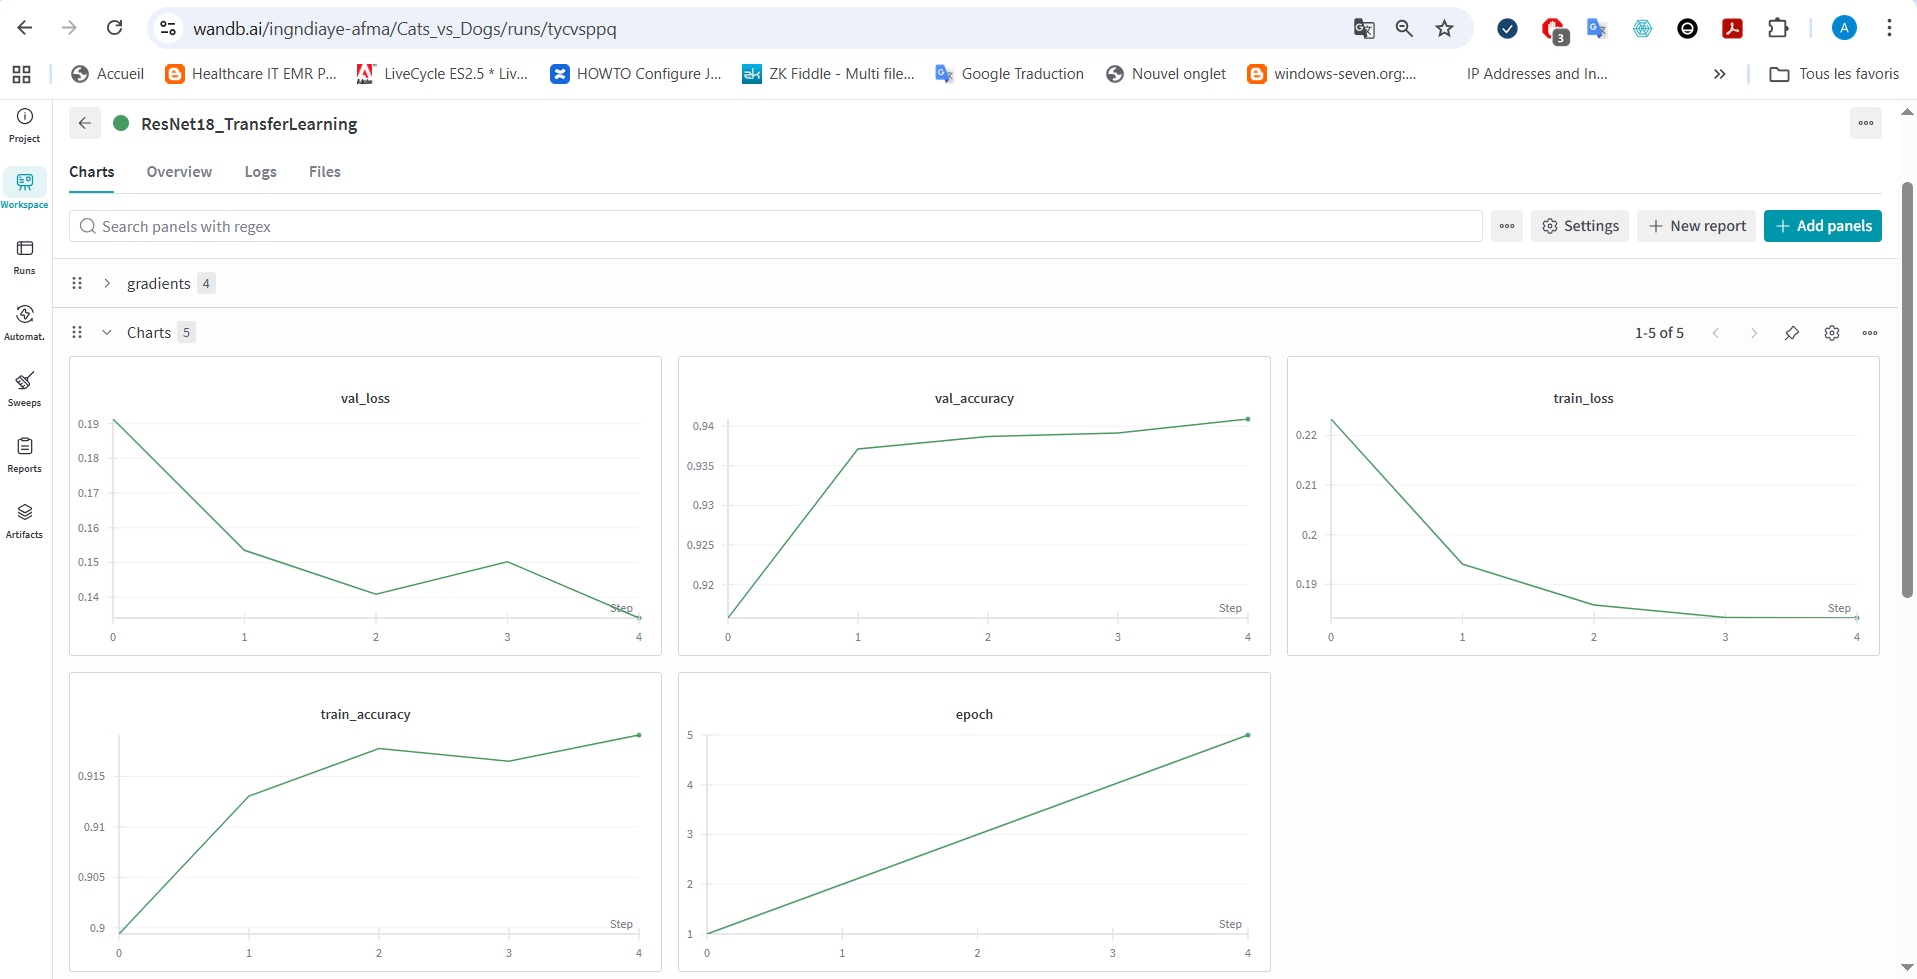 wandb.ai/ingndiaye-afma/Cats_vs_Dogs/runs/tycvsppq
3
A
Accueil
Healthcare IT EMR P...
LiveCycle ES2.5 * Liv...
HOWTO Configure J...
ZK Fiddle - Multi file...
Google Traduction
Nouvel onglet
windows-seven.org:...
IP Addresses and In...
Tous les favoris
Project
Workspace
Runs
Automat.
Sweeps
Reports
Artifacts
ResNet18_TransferLearning
Charts
Overview
Logs
Files
Search panels with regex
Settings
New report
Add panels
gradients 4
Charts 5
1-5 of 5
val_loss
0.19
0.18
0.17
0.16
0.15
0.14
Step
0 1 2 3 4
val_accuracy
0.94
0.935
0.93
0.925
0.92
Step
0 1 2 3 4
train_loss
0.22
0.21
0.2
0.19
Step
0 1 2 3 4
train_accuracy
0.915
0.91
0.905
0.9
Step
0 1 2 3 4
epoch
5
4
3
2
1
Step
0 1 2 3 4